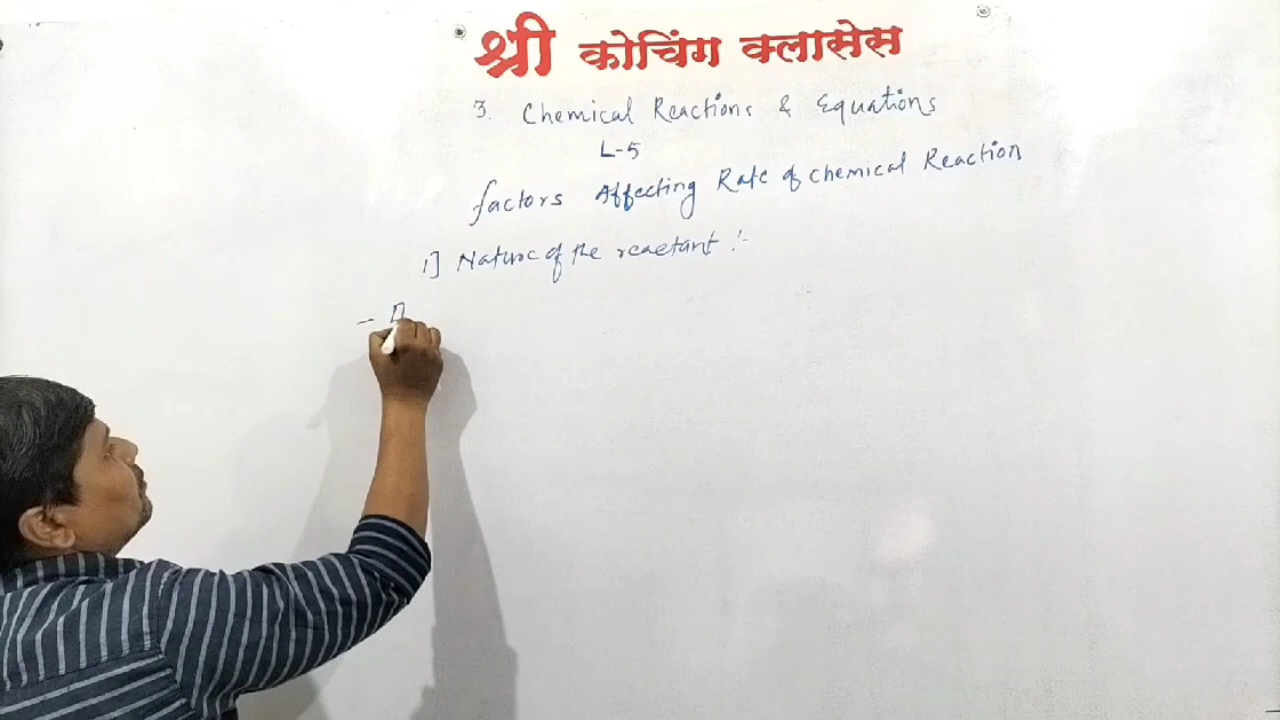 श्री कोचिंग क्लासेस
3. Chemical Reactions & Equations
L-5
factors Affecting Rate of chemical Reaction
1] Nature of the reactant :-
-